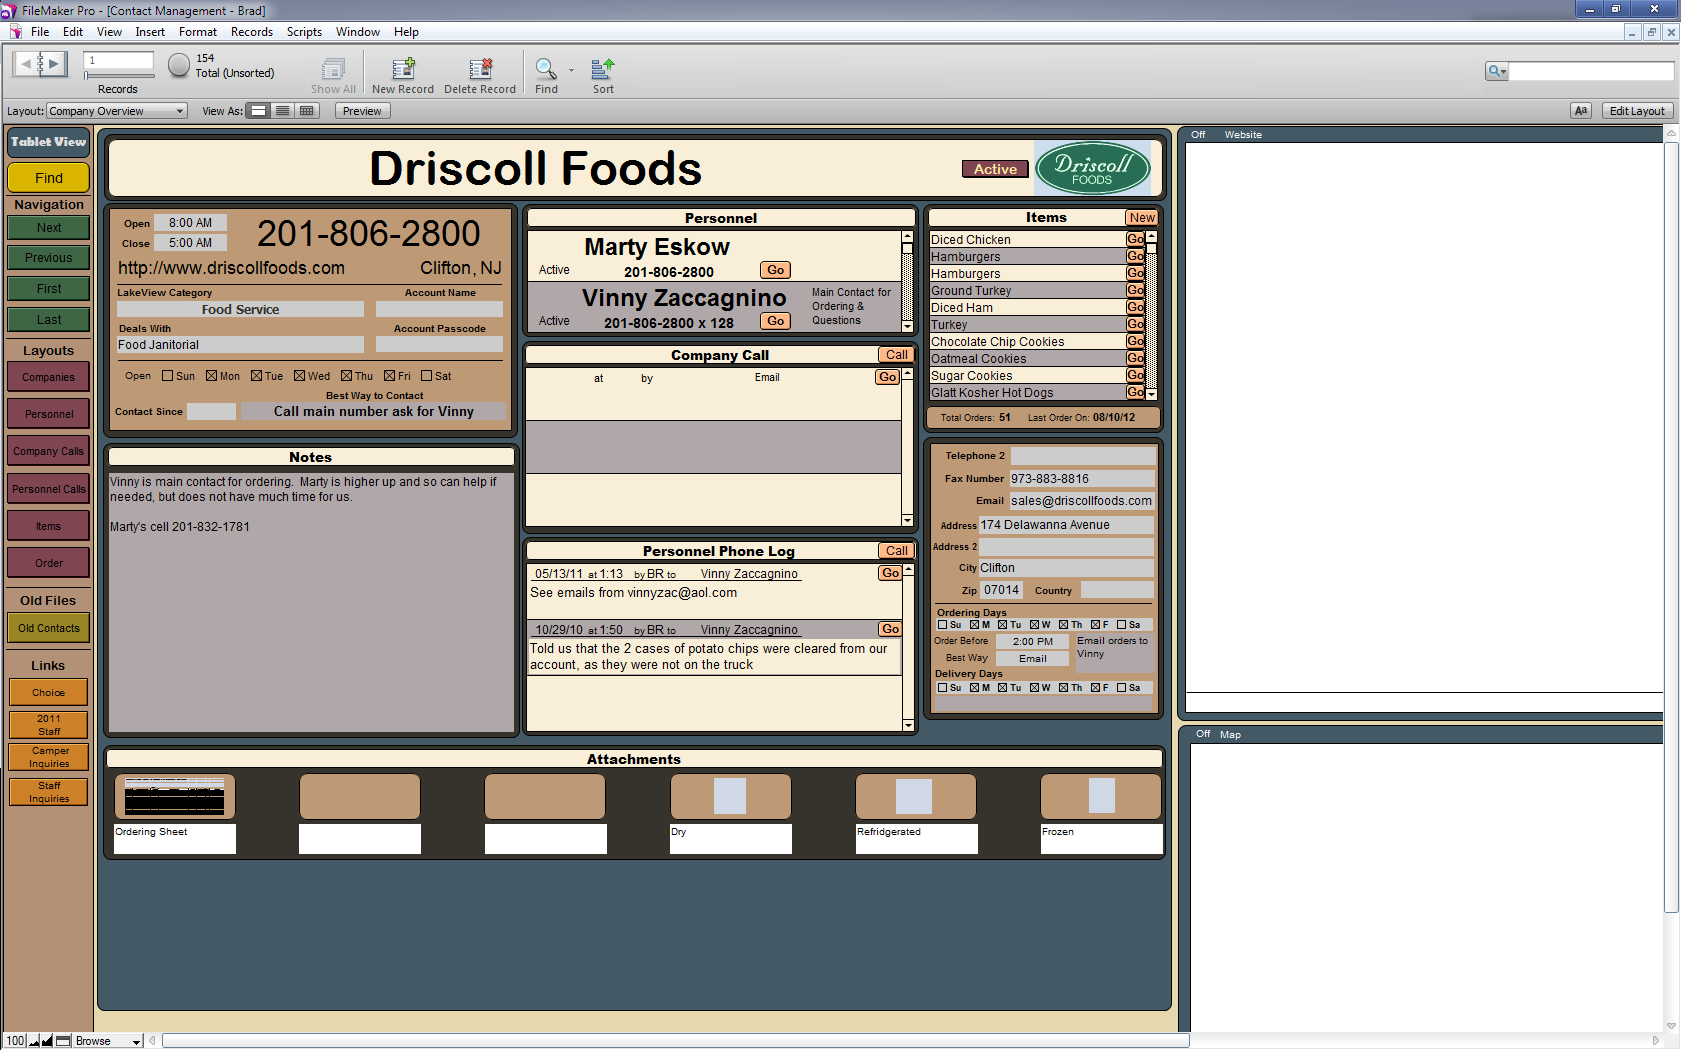 FileMaker Pro - [Contact Management - Brad]
File Edit View Insert Format Records Scripts Window Help
1
154
Total (Unsorted)
Records
Show All
New Record
Delete Record
Find
Sort
Layout: Company Overview
View As:
Preview
Aa
Edit Layout
Tablet View
Find
Navigation
Next
Previous
First
Last
Layouts
Companies
Personnel
Company Calls
Personnel Calls
Items
Order
Old Files
Old Contacts
Links
Choice
2011
Staff
Camper
Inquiries
Staff
Inquiries
Driscoll Foods
Active
Driscoll
FOODS
Open 8:00 AM
Close 5:00 AM
201-806-2800
http://www.driscollfoods.com
Clifton, NJ
LakeView Category
Account Name
Food Service
Deals With
Account Passcode
Food Janitorial
Open Sun Mon Tue Wed Thu Fri Sat
Best Way to Contact
Contact Since
Call main number ask for Vinny
Notes
Vinny is main contact for ordering. Marty is higher up and so can help if
needed, but does not have much time for us.
Marty's cell 201-832-1781
Personnel
Marty Eskow
Active 201-806-2800 Go
Vinny Zaccagnino
Active 201-806-2800 x 128 Go
Main Contact for
Ordering &
Questions
Company Call
Call
at by Email Go
Personnel Phone Log
Call
05/13/11 at 1:13 by BR to Vinny Zaccagnino Go
See emails from vinnyzac@aol.com
10/29/10 at 1:50 by BR to Vinny Zaccagnino Go
Told us that the 2 cases of potato chips were cleared from our
account, as they were not on the truck
Items
New
Diced Chicken Go
Hamburgers Go
Hamburgers Go
Ground Turkey Go
Diced Ham Go
Turkey Go
Chocolate Chip Cookies Go
Oatmeal Cookies Go
Sugar Cookies Go
Glatt Kosher Hot Dogs Go
Total Orders: 51 Last Order On: 08/10/12
Telephone 2
Fax Number 973-883-8816
Email sales@driscollfoods.com
Address 174 Delawanna Avenue
Address 2
City Clifton
Zip 07014 Country
Ordering Days
Su M Tu W Th F Sa
Order Before 2:00 PM
Best Way Email
Email orders to
Vinny
Delivery Days
Su M Tu W Th F Sa
Attachments
Ordering Sheet
Dry
Refridgerated
Frozen
Off Website
Off Map
100 Browse